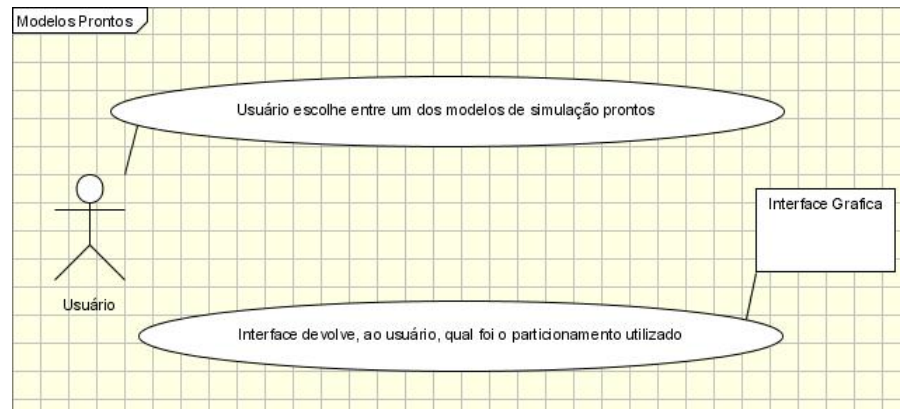 Modelos Prontos
Usuário escolhe entre um dos modelos de simulação prontos
Interface Grafica
Usuário
Interface devolve, ao usuário, qual foi o particionamento utilizado